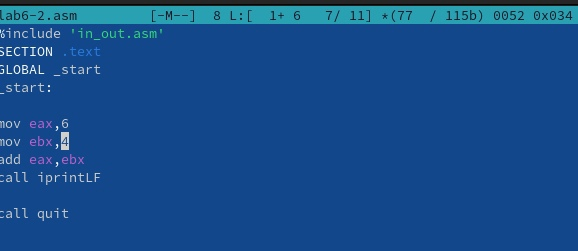 lab6-2.asm [-M--] 8 L:[ 1+ 6 7/ 11] *(77 / 115b) 0052 0x034
%include 'in_out.asm'
SECTION .text
GLOBAL _start
_start:
mov eax,6
mov ebx,4
add eax,ebx
call iprintLF
call quit